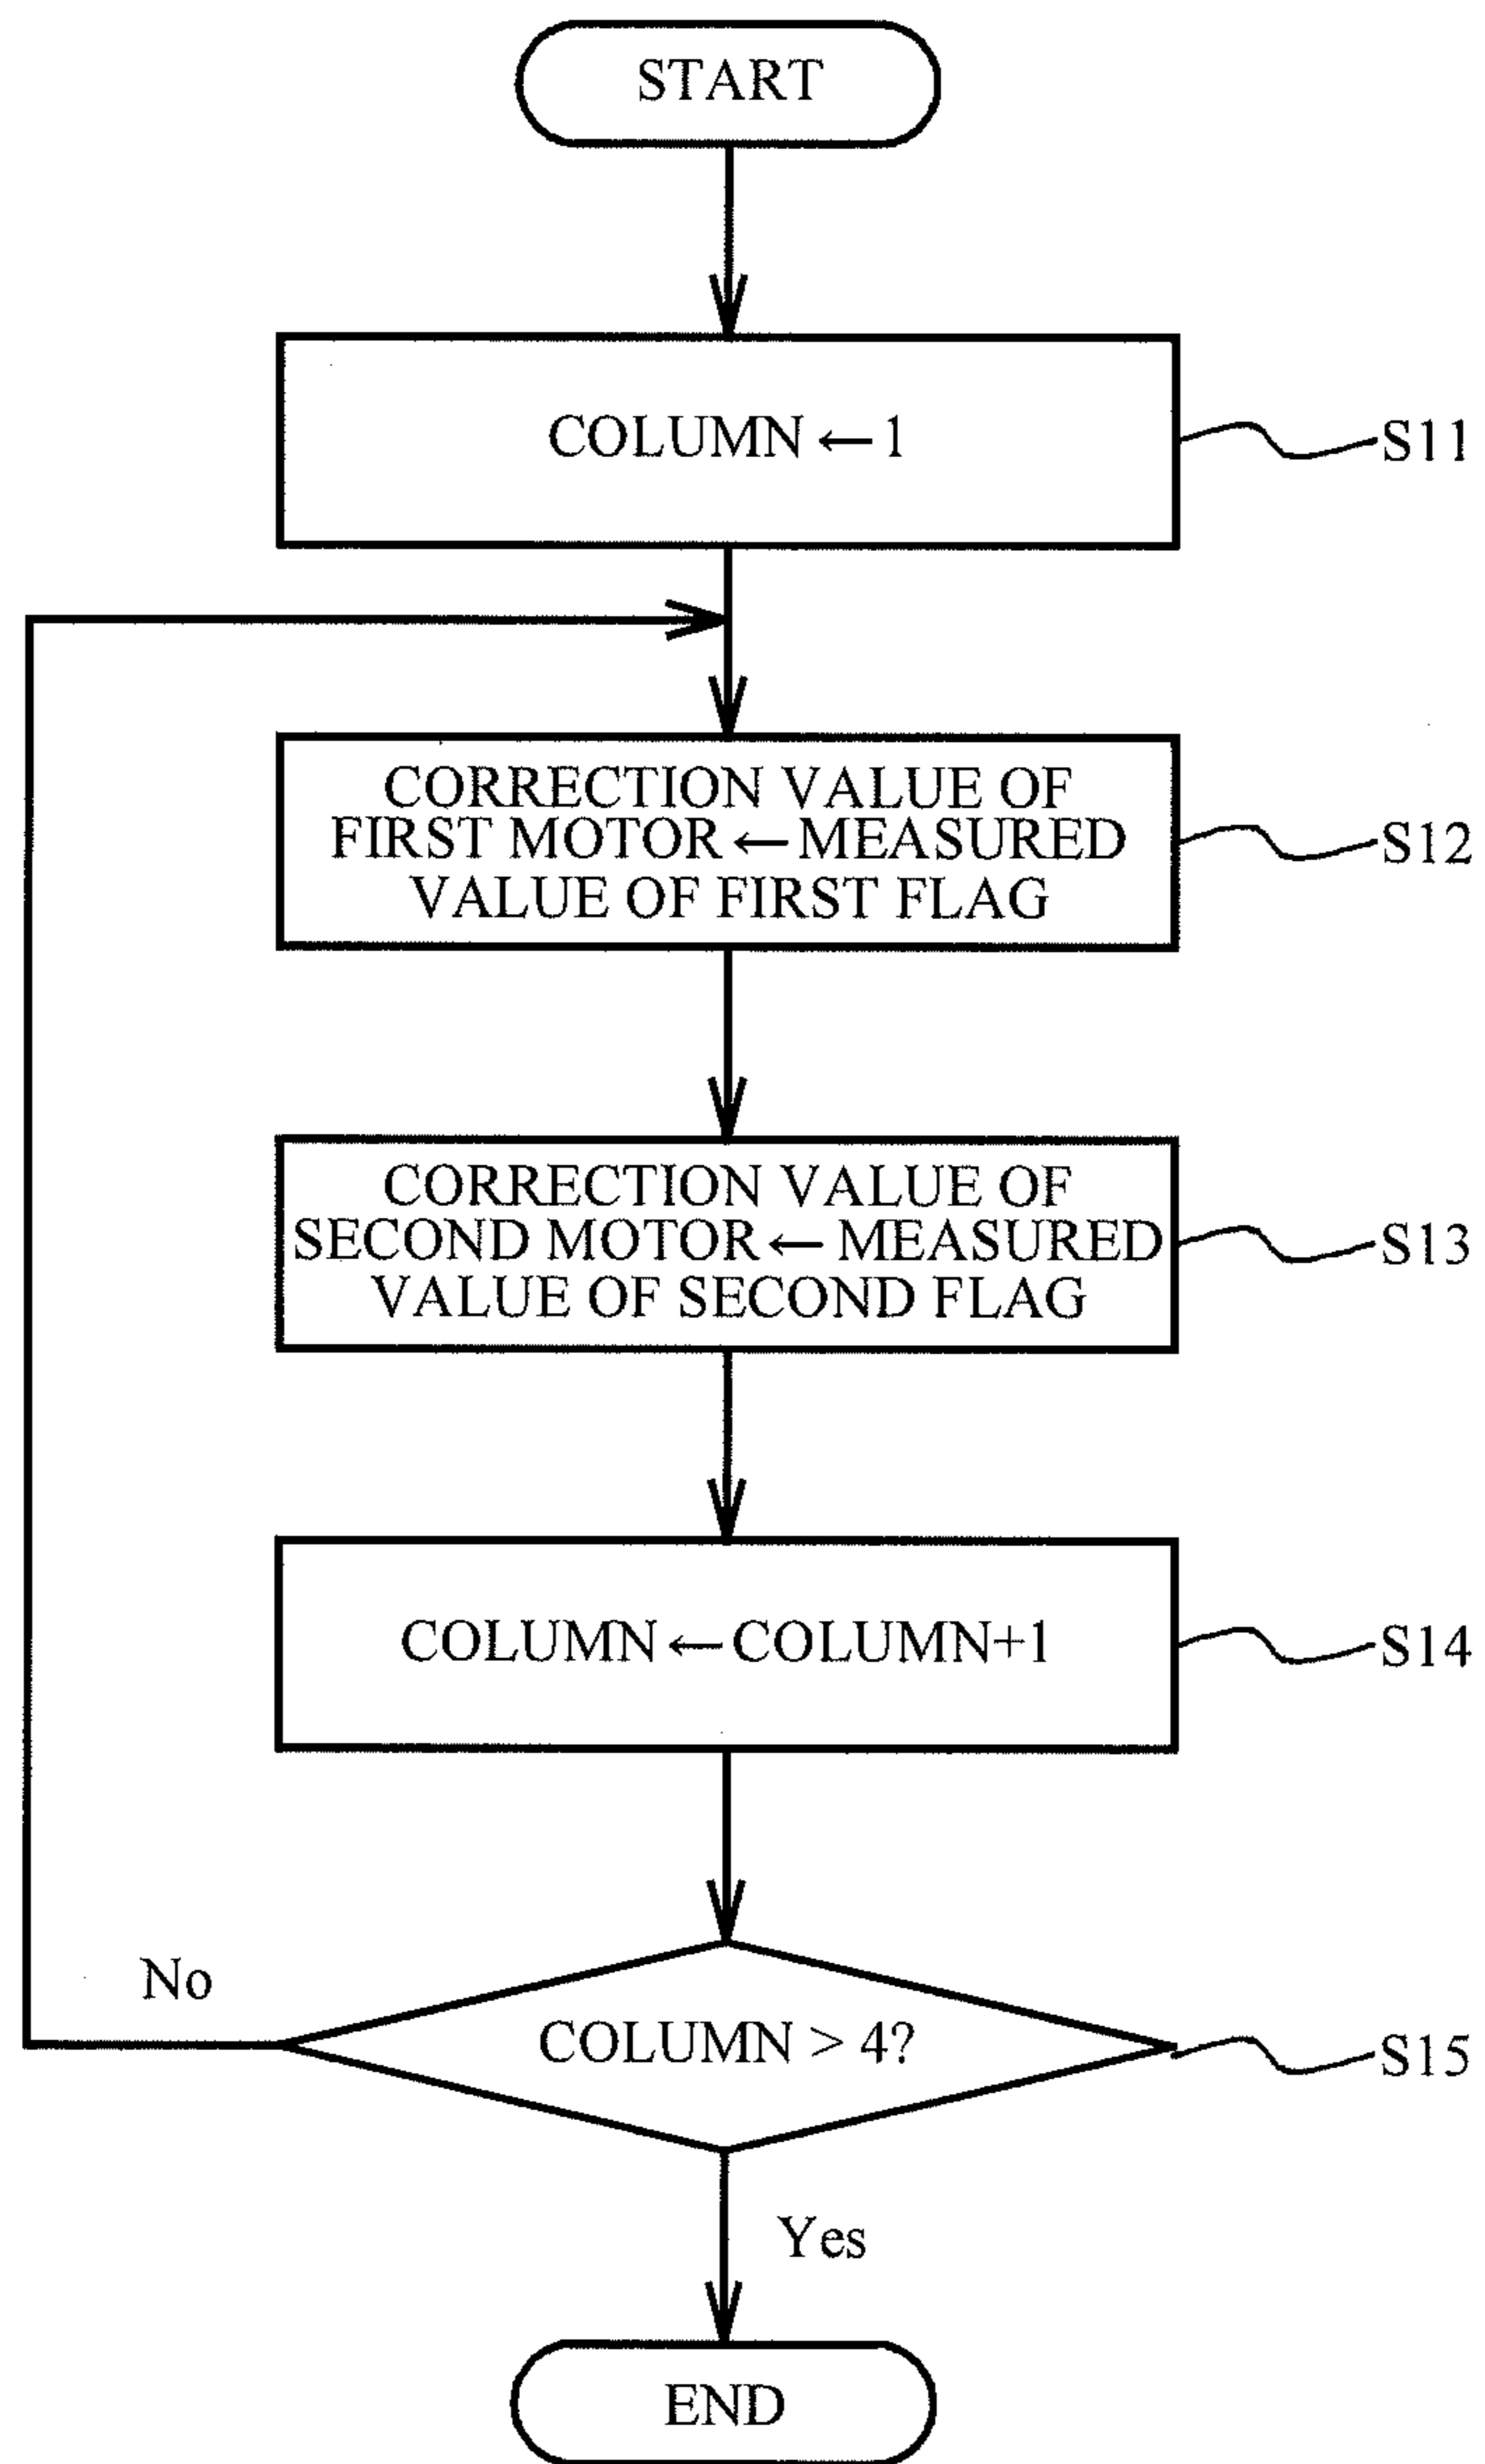 START
COLUMN ← 1
S11
CORRECTION VALUE OF
FIRST MOTOR ← MEASURED
VALUE OF FIRST FLAG
S12
CORRECTION VALUE OF
SECOND MOTOR ← MEASURED
VALUE OF SECOND FLAG
S13
COLUMN ← COLUMN+1
S14
No
COLUMN > 4?
S15
Yes
END